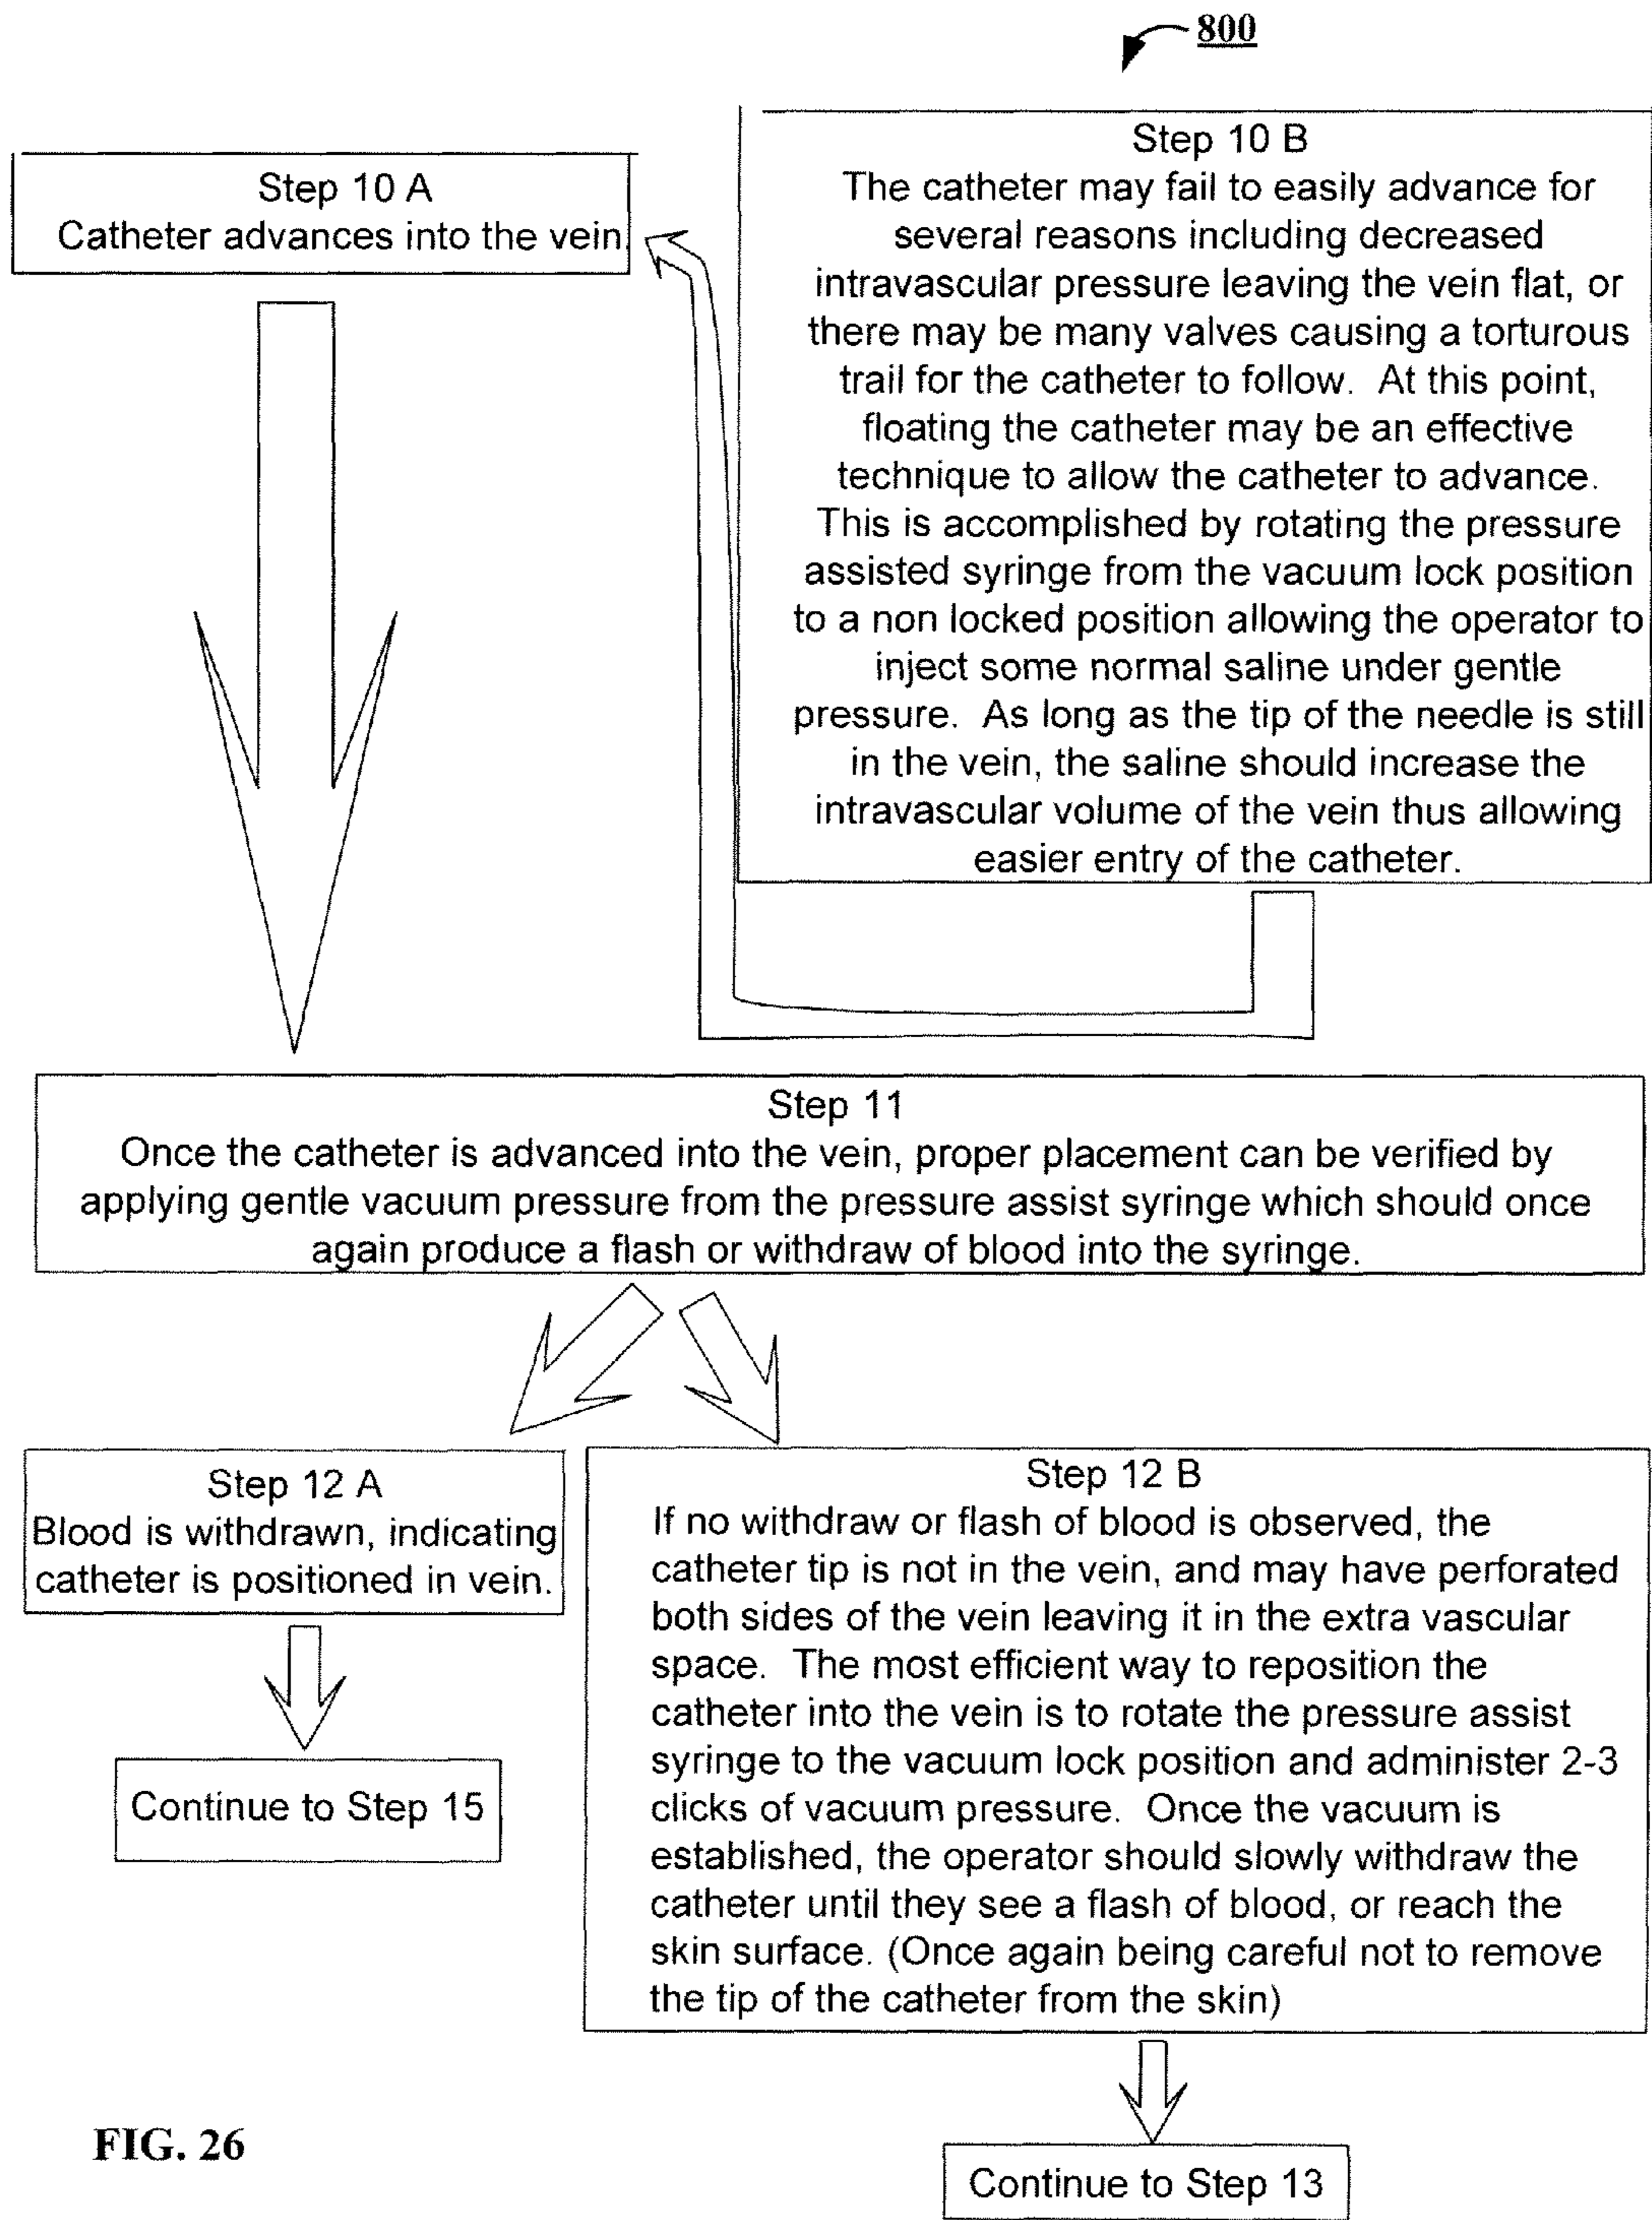 800
Step 10 A
Catheter advances into the vein.
Step 10 B
The catheter may fail to easily advance for
several reasons including decreased
intravascular pressure leaving the vein flat, or
there may be many valves causing a torturous
trail for the catheter to follow. At this point,
floating the catheter may be an effective
technique to allow the catheter to advance.
This is accomplished by rotating the pressure
assisted syringe from the vacuum lock position
to a non locked position allowing the operator to
inject some normal saline under gentle
pressure. As long as the tip of the needle is still
in the vein, the saline should increase the
intravascular volume of the vein thus allowing
easier entry of the catheter.
Step 11
Once the catheter is advanced into the vein, proper placement can be verified by
applying gentle vacuum pressure from the pressure assist syringe which should once
again produce a flash or withdraw of blood into the syringe.
Step 12 A
Blood is withdrawn, indicating
catheter is positioned in vein.
Continue to Step 15
Step 12 B
If no withdraw or flash of blood is observed, the
catheter tip is not in the vein, and may have perforated
both sides of the vein leaving it in the extra vascular
space. The most efficient way to reposition the
catheter into the vein is to rotate the pressure assist
syringe to the vacuum lock position and administer 2-3
clicks of vacuum pressure. Once the vacuum is
established, the operator should slowly withdraw the
catheter until they see a flash of blood, or reach the
skin surface. (Once again being careful not to remove
the tip of the catheter from the skin)
Continue to Step 13
FIG. 26